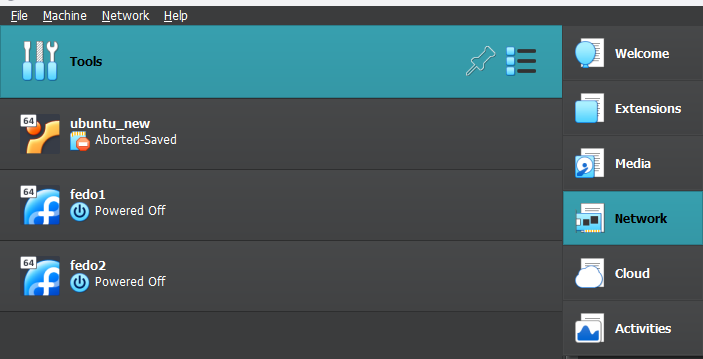 File Machine Network Help
Tools
64
ubuntu_new
Aborted-Saved
64
fedo1
Powered Off
64
fedo2
Powered Off
Welcome
Extensions
Media
Network
Cloud
Activities